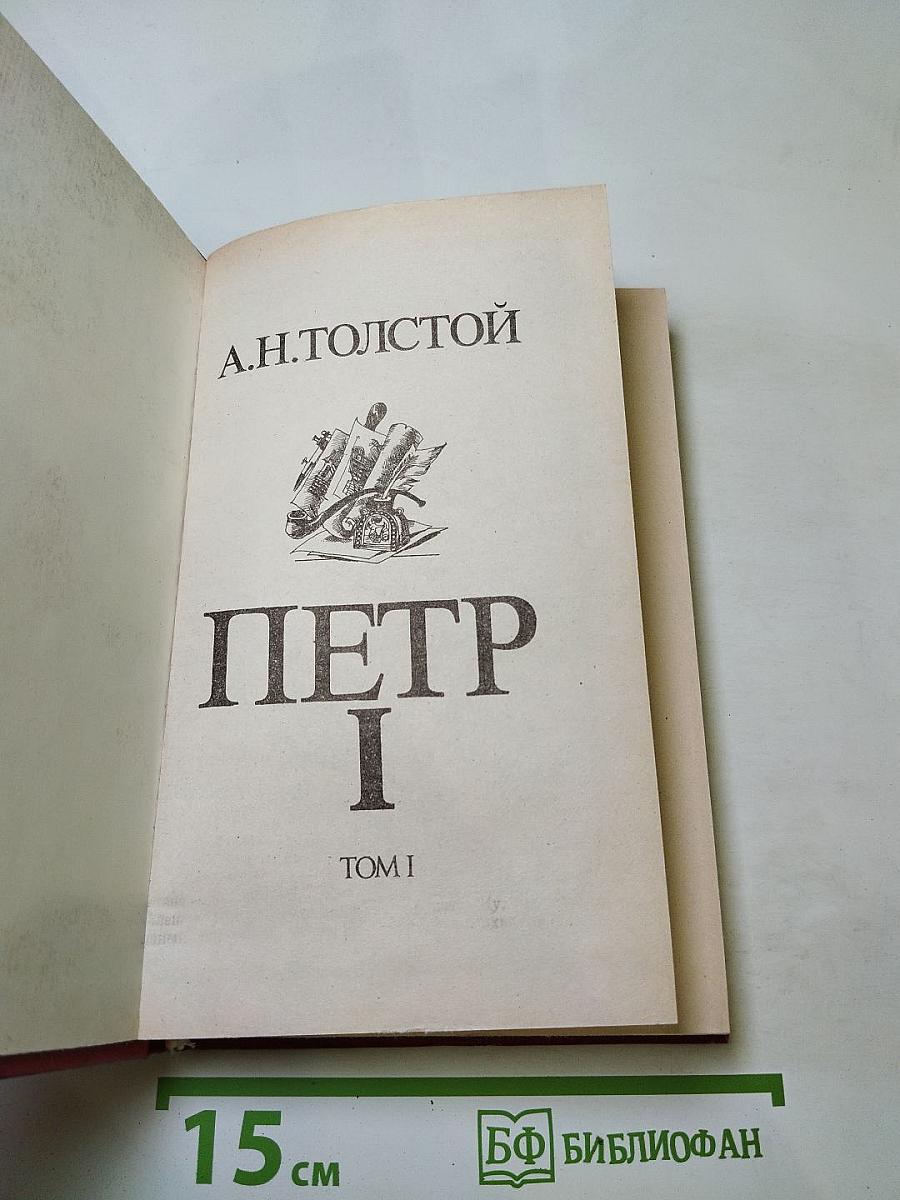 А.Н.ТОЛСТОЙ
ПЕТР
I
ТОМ I
15 см
БФ БИБЛИОФАН